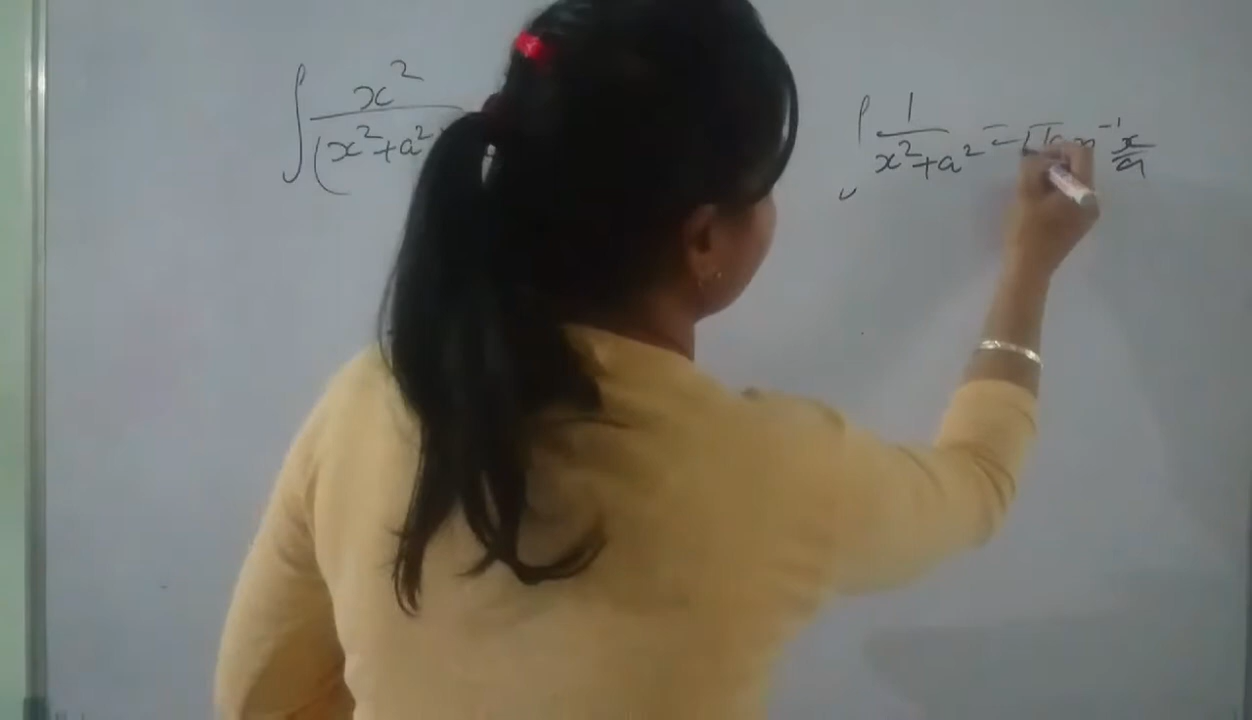 ∫ x²/(x²+a²
∫ 1/(x²+a²) = tan⁻¹ x/a